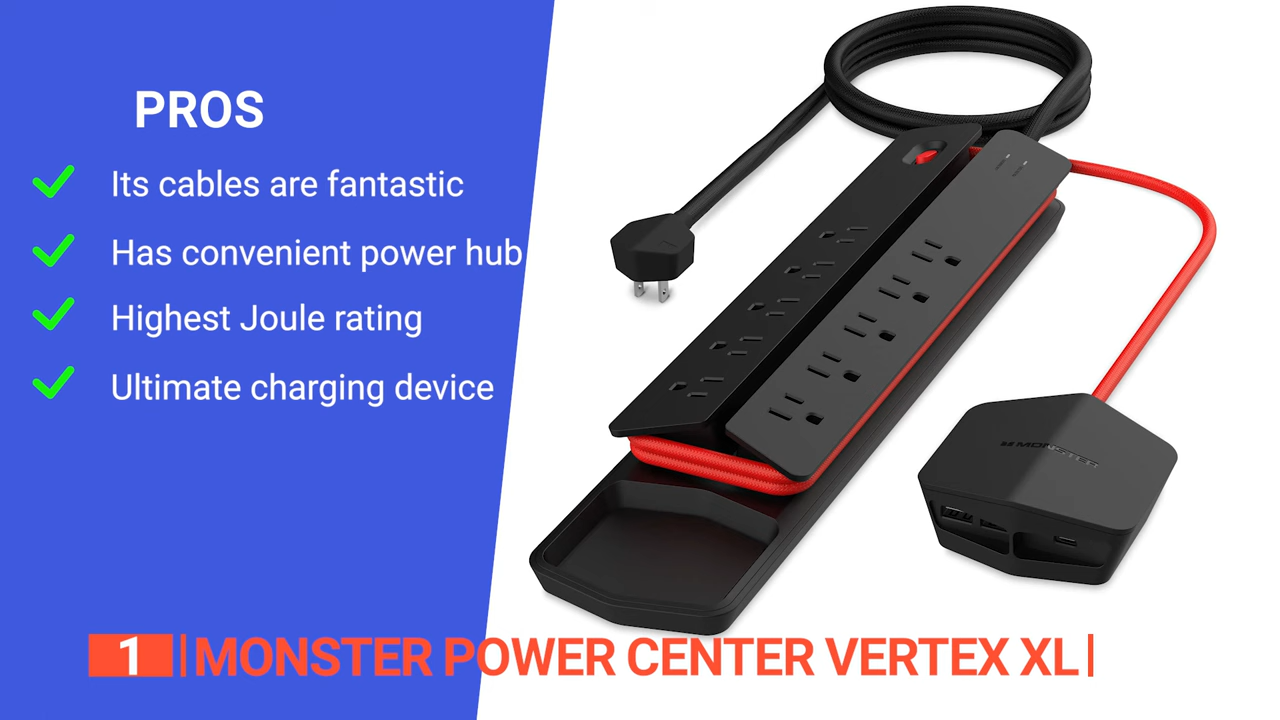 PROS
Its cables are fantastic
Has convenient power hub
Highest Joule rating
Ultimate charging device
MONSTER
1 MONSTER POWER CENTER VERTEX XL